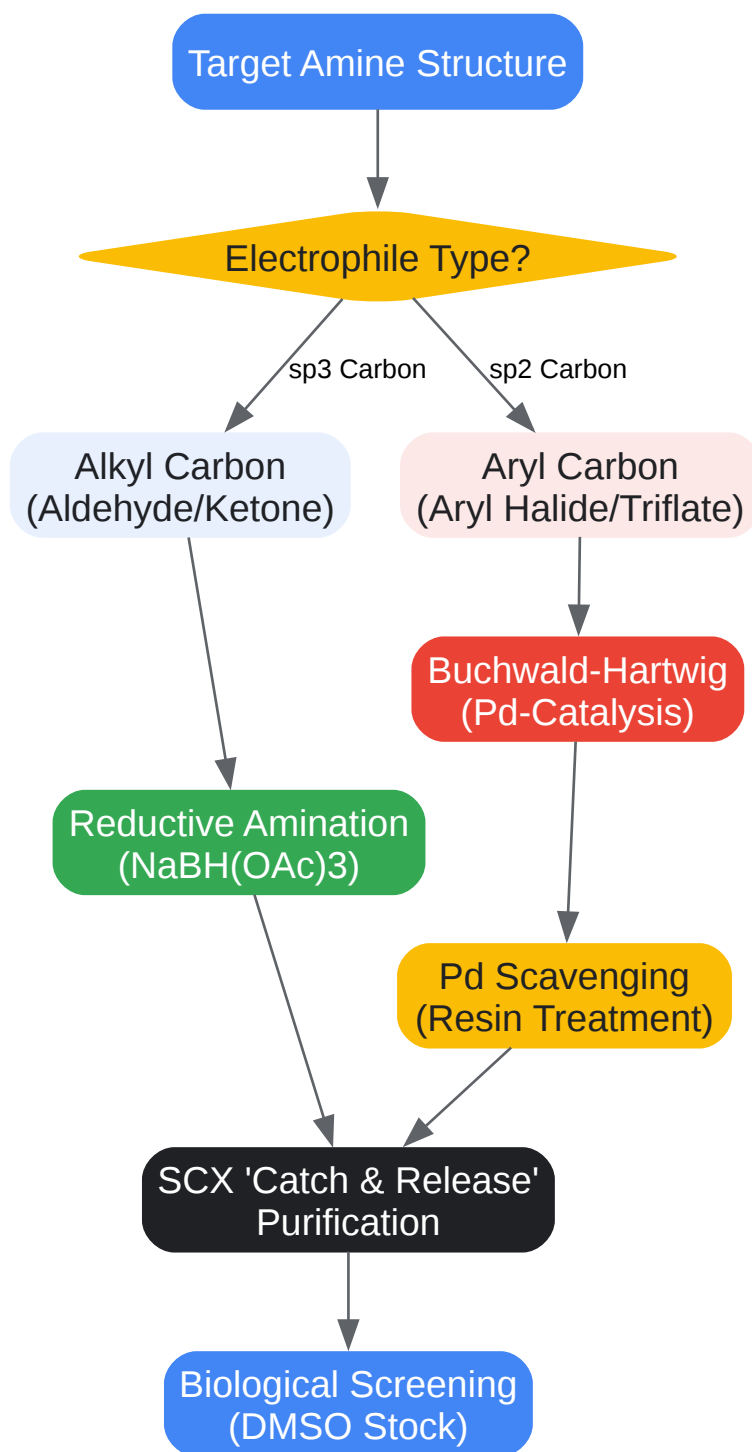 Target Amine Structure
Electrophile Type?
sp3 Carbon
sp2 Carbon
Alkyl Carbon
(Aldehyde/Ketone)
Aryl Carbon
(Aryl Halide/Triflate)
Buchwald-Hartwig
(Pd-Catalysis)
Reductive Amination
(NaBH(OAc)3)
Pd Scavenging
(Resin Treatment)
SCX 'Catch & Release'
Purification
Biological Screening
(DMSO Stock)